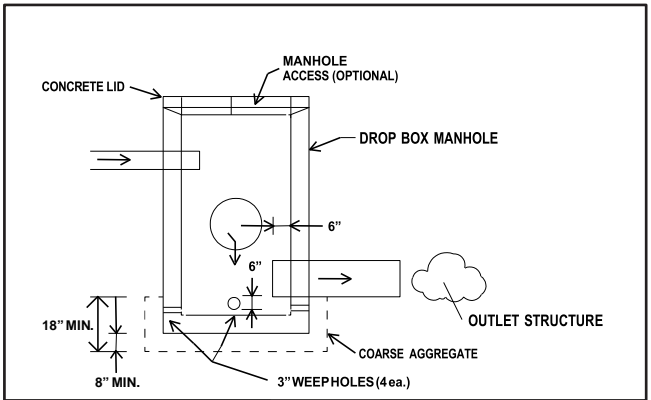 MANHOLE
ACCESS (OPTIONAL)
CONCRETE LID
DROP BOX MANHOLE
6”
6”
18” MIN.
OUTLET STRUCTURE
COARSE AGGREGATE
8” MIN.
3” WEEPHOLES (4 ea.)